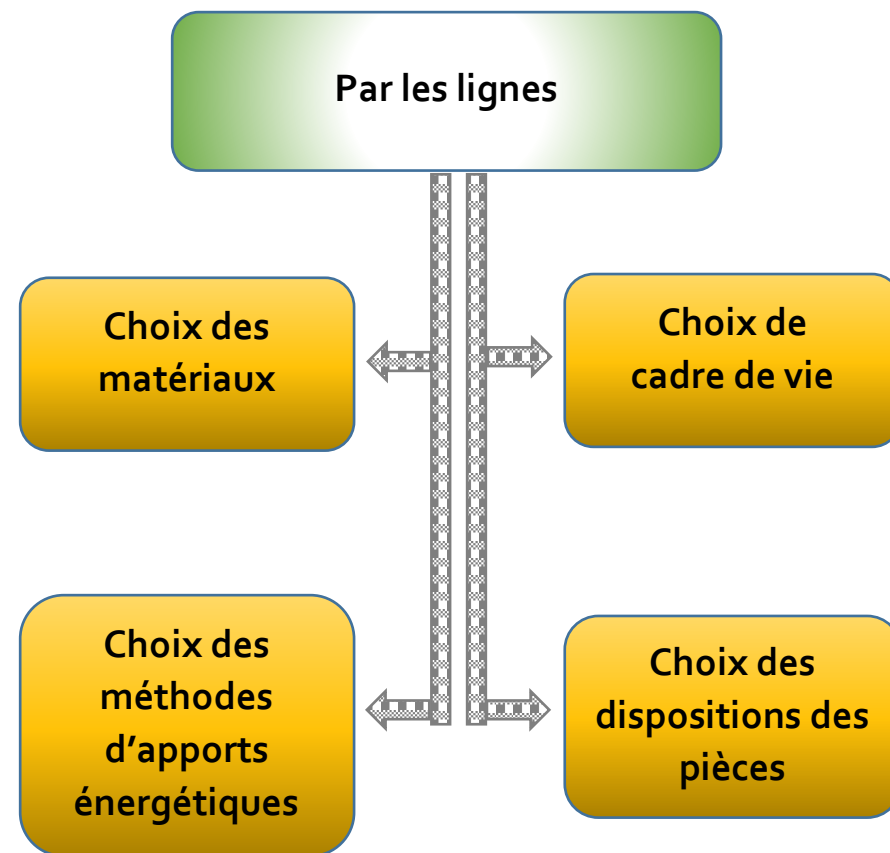 Par les lignes
Choix des
matériaux
Choix de
cadre de vie
Choix des
méthodes
d’apports
énergétiques
Choix des
dispositions des
pièces